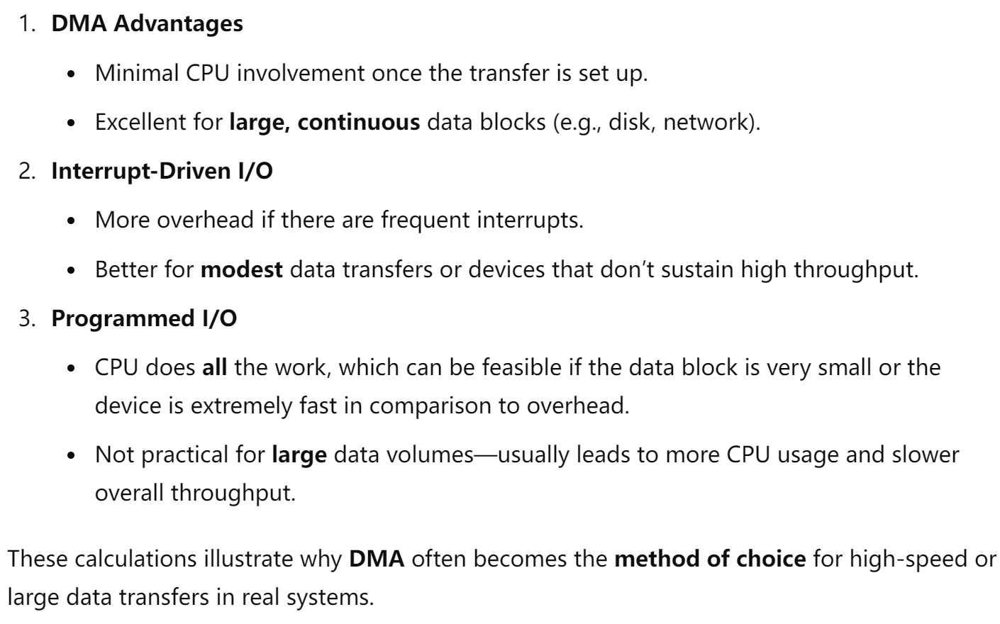 1. DMA Advantages
• Minimal CPU involvement once the transfer is set up.
• Excellent for large, continuous data blocks (e.g., disk, network).
2. Interrupt-Driven I/O
• More overhead if there are frequent interrupts.
• Better for modest data transfers or devices that don’t sustain high throughput.
3. Programmed I/O
• CPU does all the work, which can be feasible if the data block is very small or the
device is extremely fast in comparison to overhead.
• Not practical for large data volumes—usually leads to more CPU usage and slower
overall throughput.
These calculations illustrate why DMA often becomes the method of choice for high-speed or
large data transfers in real systems.